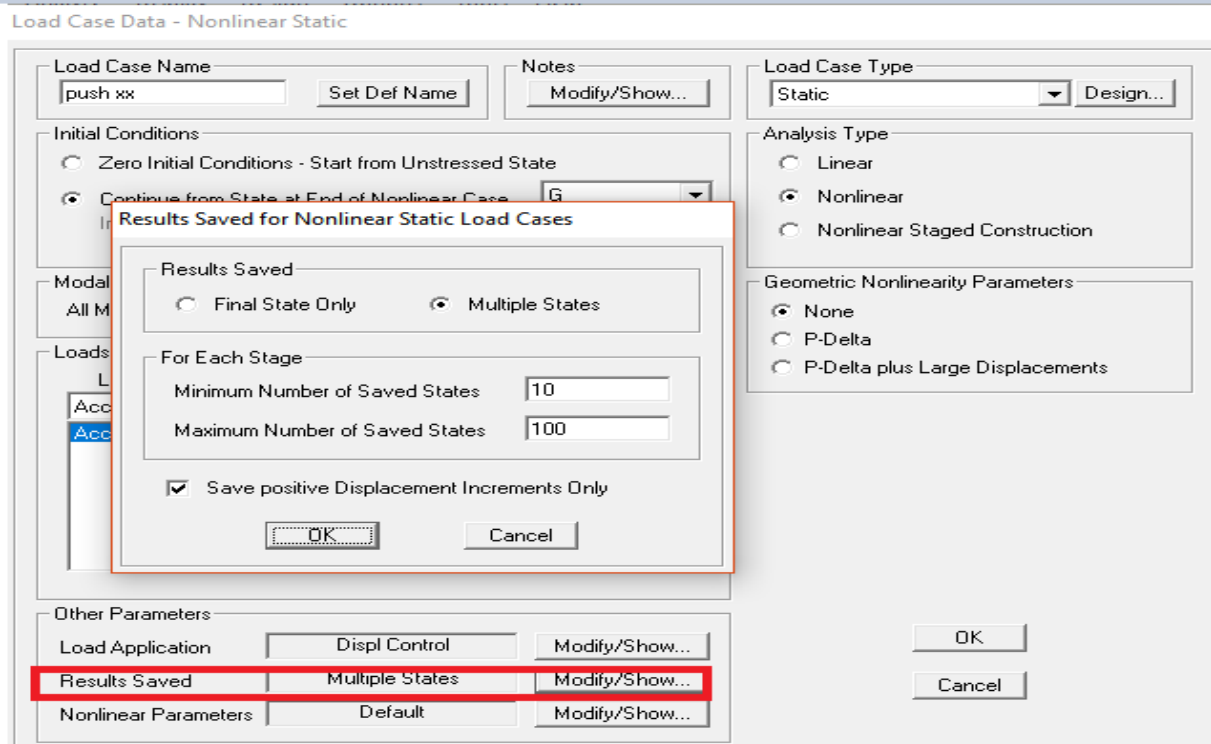 Load Case Data - Nonlinear Static
Load Case Name
push xx
Set Def Name
Notes
Modify/Show...
Load Case Type
Static
Design...
Initial Conditions
Zero Initial Conditions - Start from Unstressed State
Continue from State at End of Nonlinear Case
G
Analysis Type
Linear
Nonlinear
Nonlinear Staged Construction
Results Saved for Nonlinear Static Load Cases
Results Saved
Final State Only
Multiple States
For Each Stage
Minimum Number of Saved States
10
Maximum Number of Saved States
100
Save positive Displacement Increments Only
OK
Cancel
Modal
All M
Loads
L
Acc
Acc
Geometric Nonlinearity Parameters
None
P-Delta
P-Delta plus Large Displacements
Other Parameters
Load Application
Displ Control
Modify/Show...
Results Saved
Multiple States
Modify/Show...
Nonlinear Parameters
Default
Modify/Show...
OK
Cancel